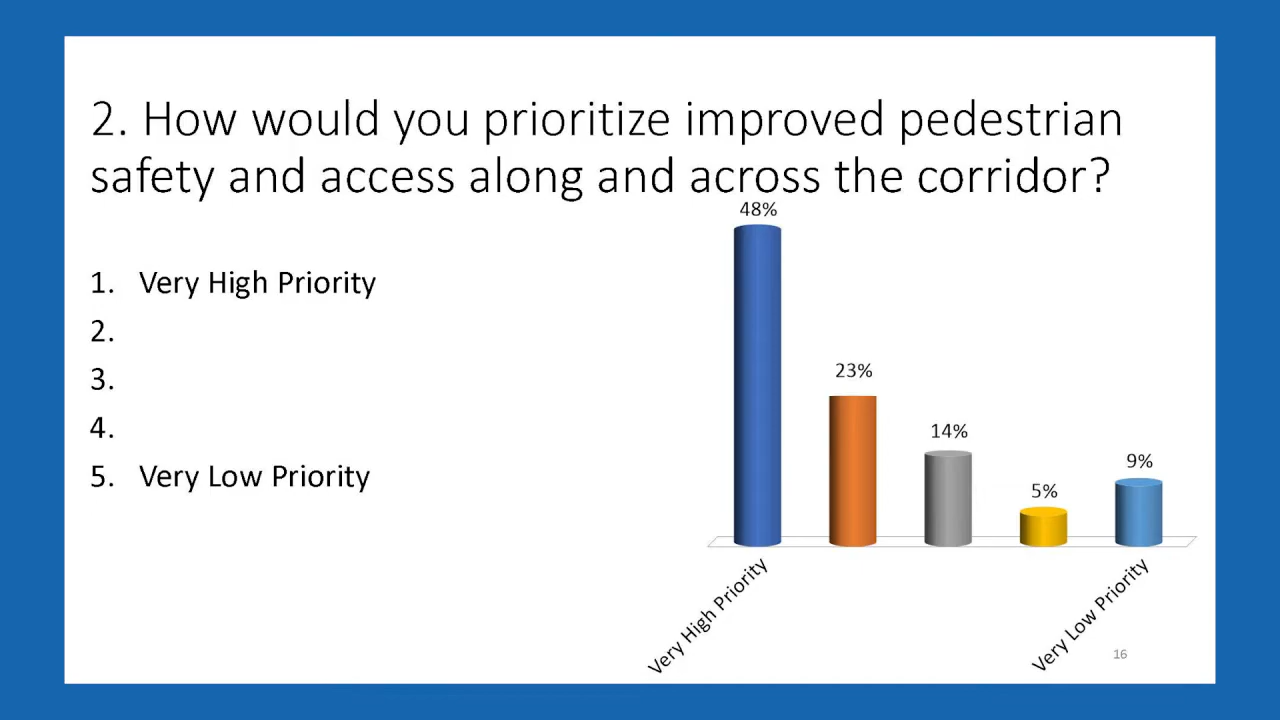 2. How would you prioritize improved pedestrian
safety and access along and across the corridor?
1. Very High Priority
2.
3.
4.
5. Very Low Priority
48%
23%
14%
5%
9%
Very High Priority
Very Low Priority
16